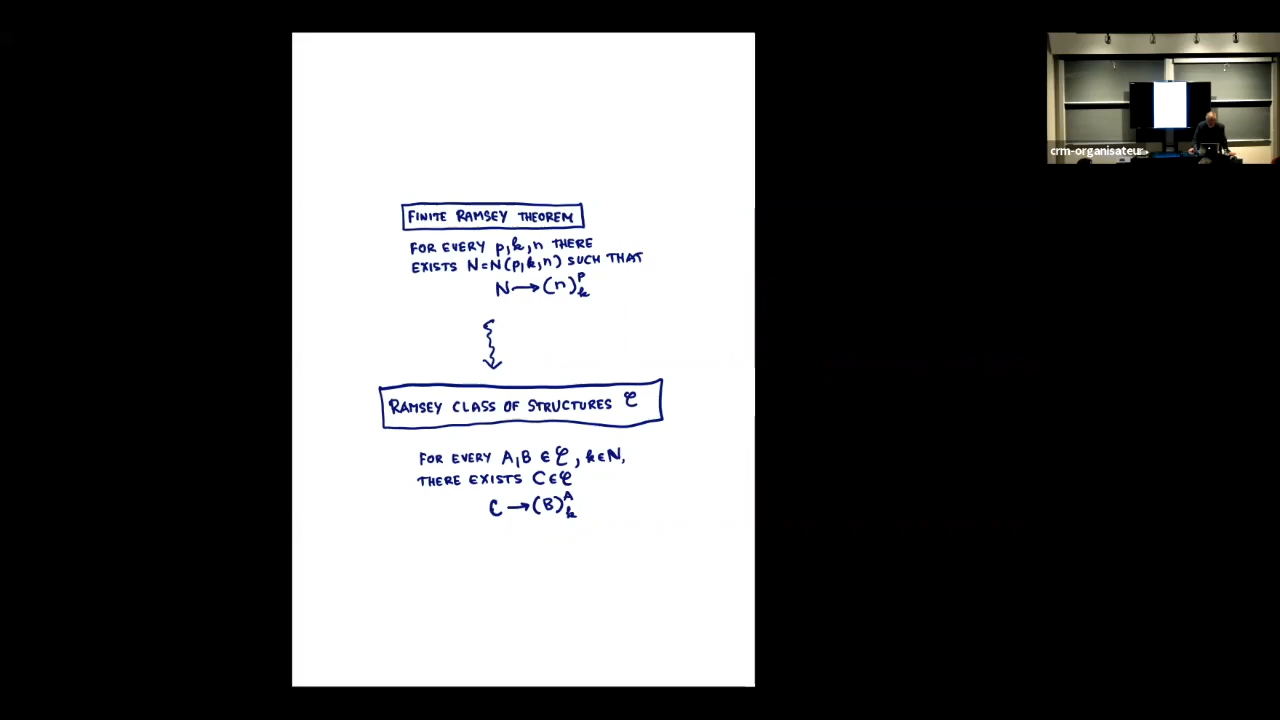 FINITE RAMSEY THEOREM
FOR EVERY p, k, n THERE
EXISTS N=N(p,k,n) SUCH THAT
N⟶(n)ᵖₖ
RAMSEY CLASS OF STRUCTURES 𝒞
FOR EVERY A, B ∈ 𝒞, k∈N,
THERE EXISTS C∈𝒞
C⟶(B)ᴬₖ
crm-organisateur